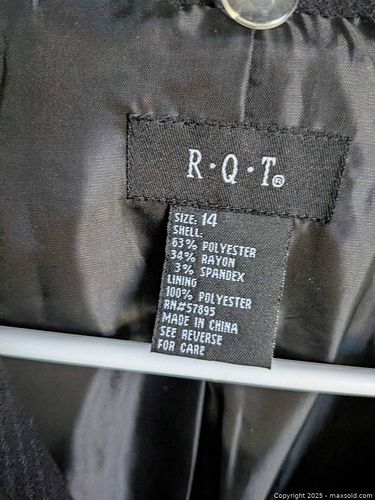 R·Q·T®
SIZE: 14
SHELL:
63% POLYESTER
34% RAYON
3% SPANDEX
LINING
100% POLYESTER
RN#57895
MADE IN CHINA
SEE REVERSE
FOR CARE
Copyright 2025 - maxsold.com